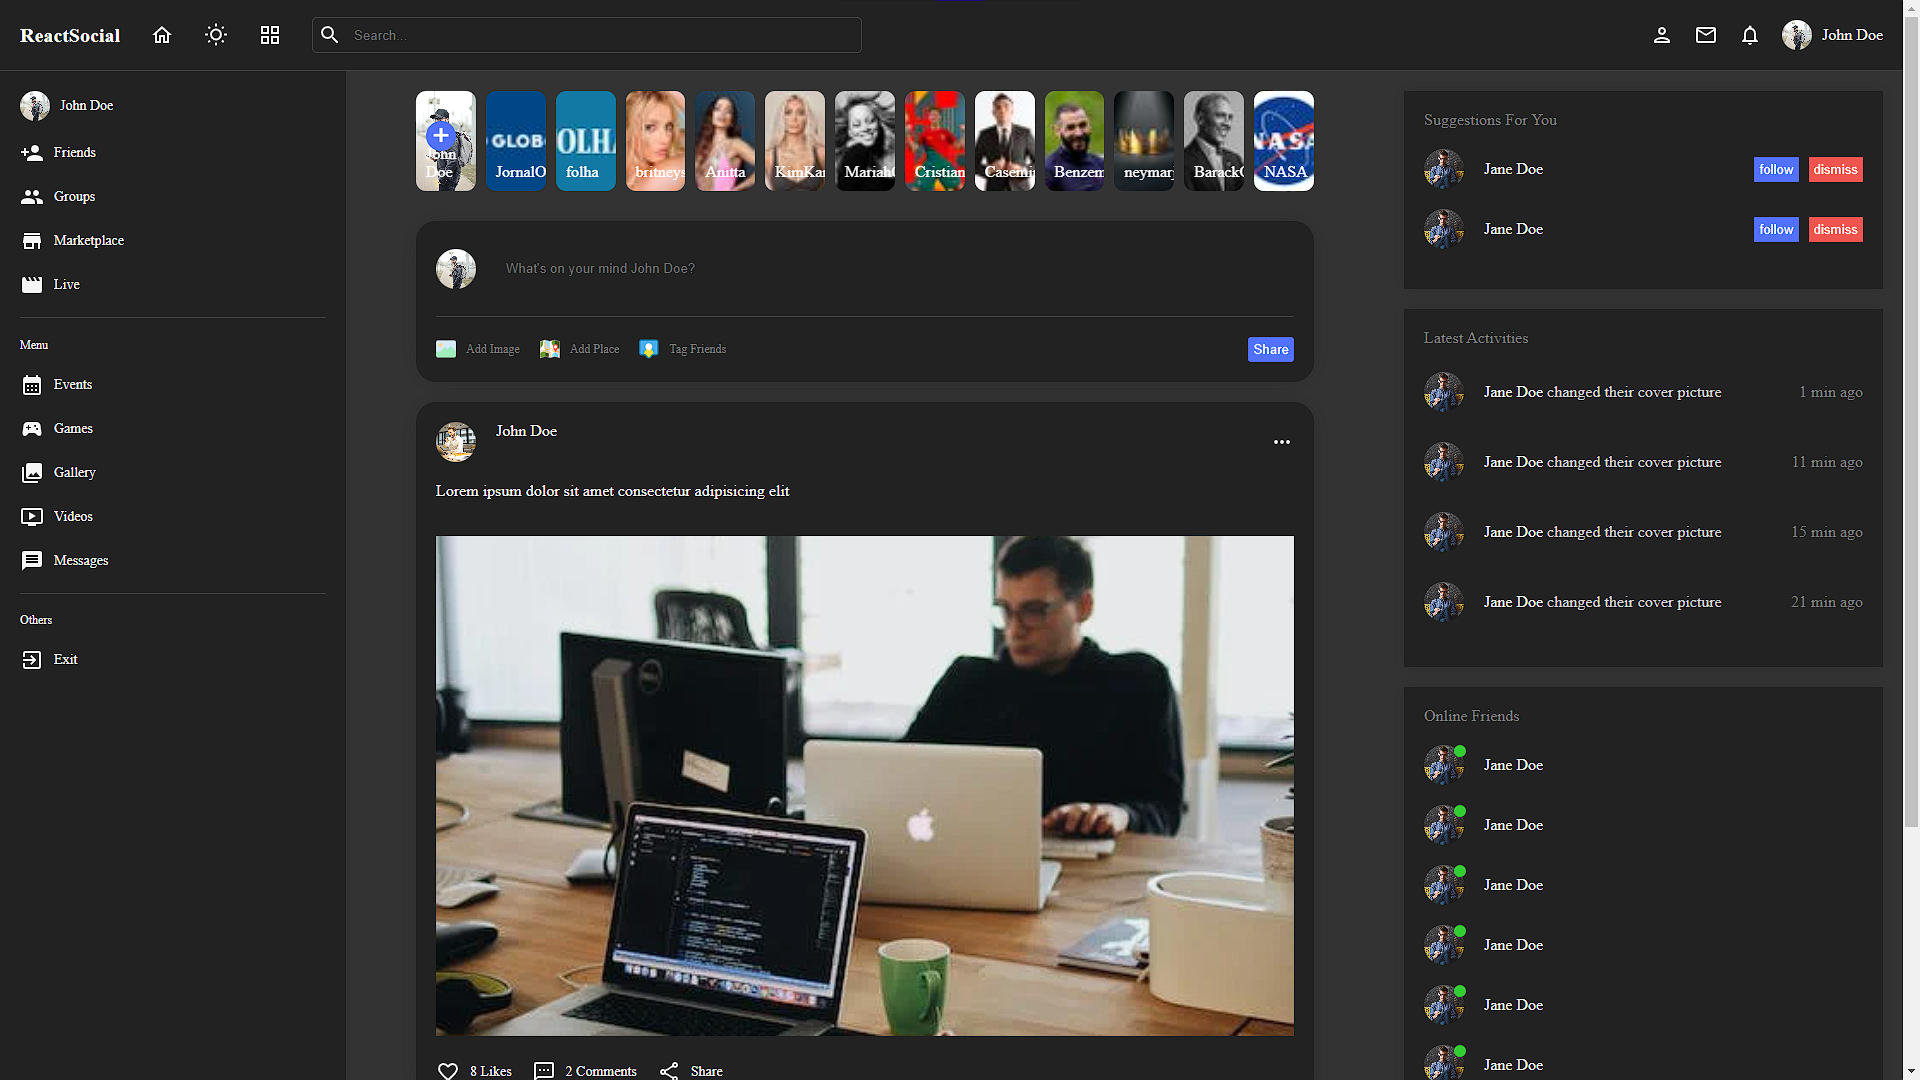 ReactSocial
Search...
John Doe
John Doe
Friends
Groups
Marketplace
Live
Menu
Events
Games
Gallery
Videos
Messages
Others
Exit
John
Doe
GLOB
JornalO
OLH
folha
britneys
Anitta
KimKar
Mariah
Cristian
Casemi
Benzem
neymar
Barack
NASA
What's on your mind John Doe?
Add Image
Add Place
Tag Friends
Share
John Doe
Lorem ipsum dolor sit amet consectetur adipisicing elit
8 Likes
2 Comments
Share
Suggestions For You
Jane Doe
follow
dismiss
Jane Doe
follow
dismiss
Latest Activities
Jane Doe changed their cover picture
1 min ago
Jane Doe changed their cover picture
11 min ago
Jane Doe changed their cover picture
15 min ago
Jane Doe changed their cover picture
21 min ago
Online Friends
Jane Doe
Jane Doe
Jane Doe
Jane Doe
Jane Doe
Jane Doe